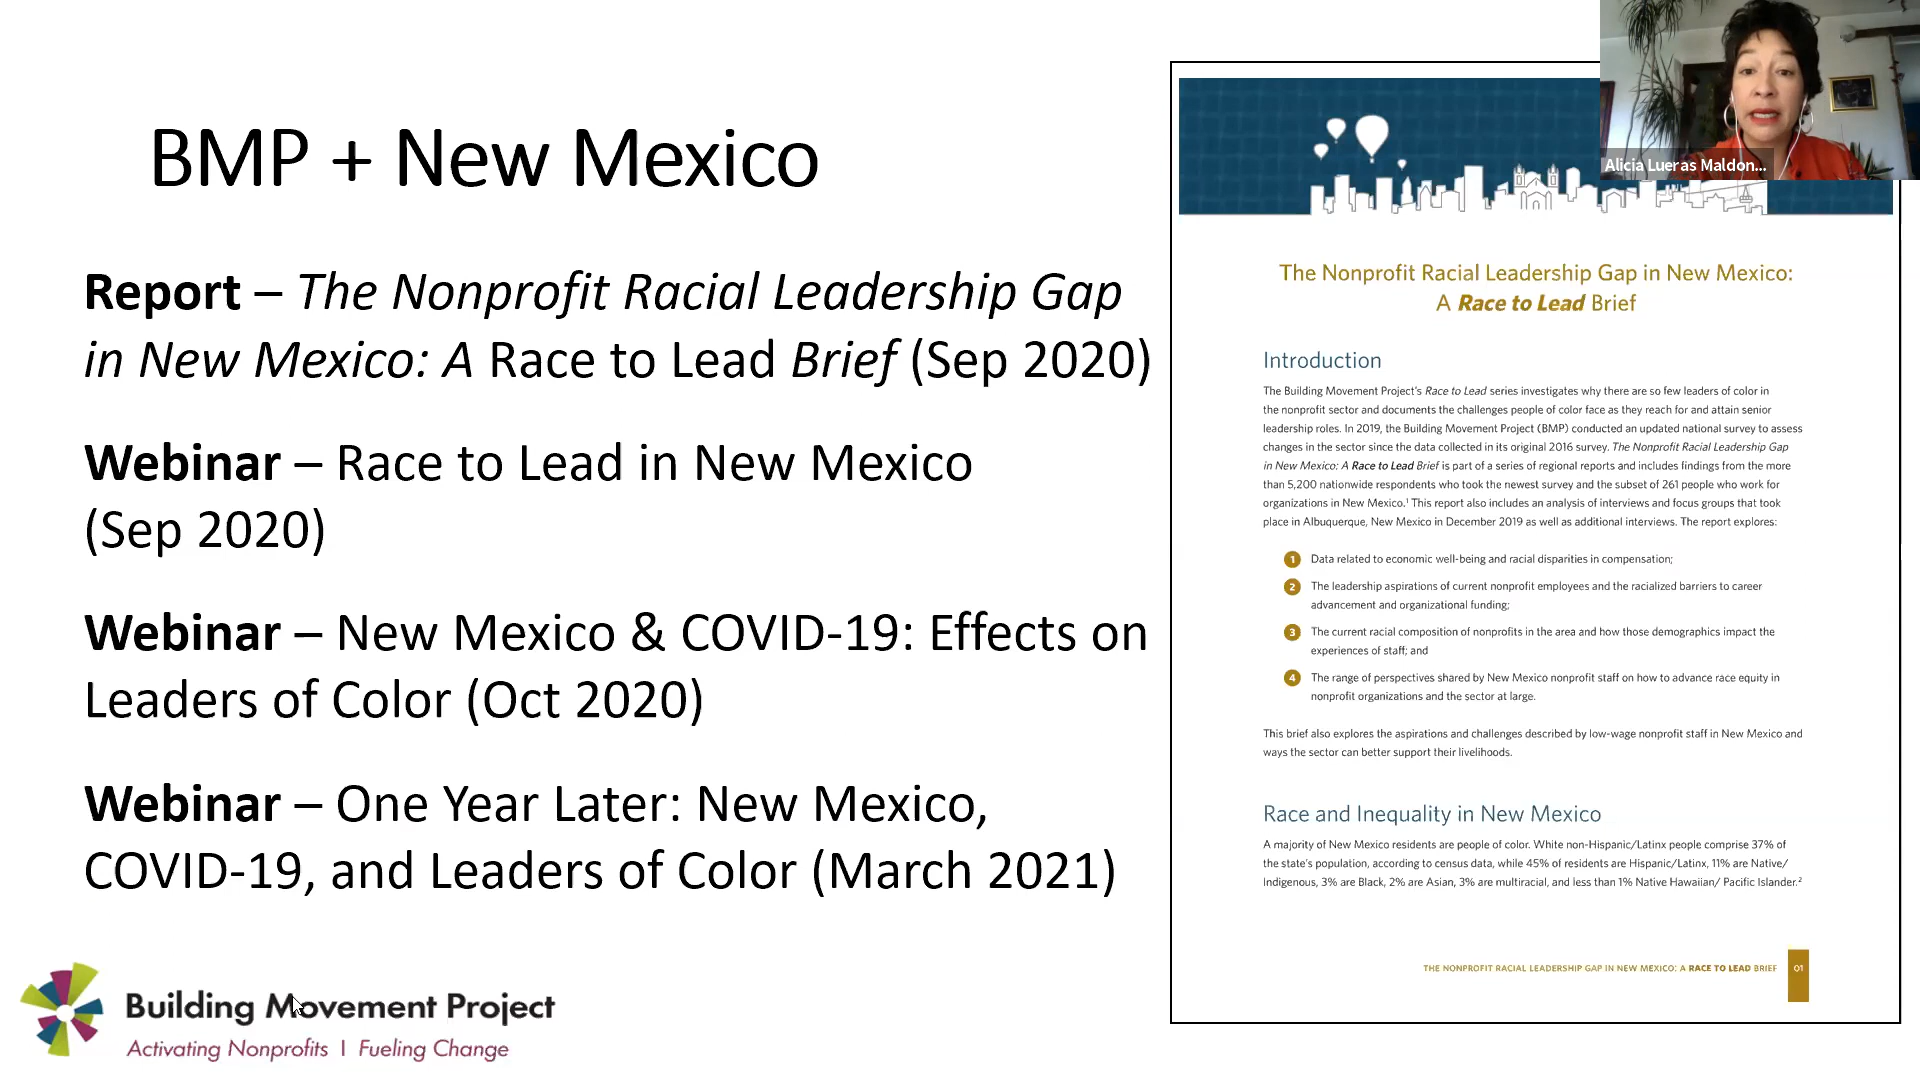 BMP + New Mexico
Report – The Nonprofit Racial Leadership Gap
in New Mexico: A Race to Lead Brief (Sep 2020)
Webinar – Race to Lead in New Mexico
(Sep 2020)
Webinar – New Mexico & COVID-19: Effects on
Leaders of Color (Oct 2020)
Webinar – One Year Later: New Mexico,
COVID-19, and Leaders of Color (March 2021)
Building Movement Project
Activating Nonprofits | Fueling Change
Alicia Lueras Maldon...
The Nonprofit Racial Leadership Gap in New Mexico:
A Race to Lead Brief
Introduction
The Building Movement Project's Race to Lead series investigates why there are so few leaders of color in
the nonprofit sector and documents the challenges people of color face as they reach for and attain senior
leadership roles. In 2019, the Building Movement Project (BMP) conducted an updated national survey to assess
changes in the sector since the data collected in its original 2016 survey. The Nonprofit Racial Leadership Gap
in New Mexico: A Race to Lead Brief is part of a series of regional reports and includes findings from the more
than 5,200 nationwide respondents who took the newest survey and the subset of 261 people who work for
organizations in New Mexico.¹ This report also includes an analysis of interviews and focus groups that took
place in Albuquerque, New Mexico in December 2019 as well as additional interviews. The report explores:
1 Data related to economic well-being and racial disparities in compensation;
2 The leadership aspirations of current nonprofit employees and the racialized barriers to career
advancement and organizational funding;
3 The current racial composition of nonprofits in the area and how those demographics impact the
experiences of staff; and
4 The range of perspectives shared by New Mexico nonprofit staff on how to advance race equity in
nonprofit organizations and the sector at large.
This brief also explores the aspirations and challenges described by low-wage nonprofit staff in New Mexico and
ways the sector can better support their livelihoods.
Race and Inequality in New Mexico
A majority of New Mexico residents are people of color. White non-Hispanic/Latinx people comprise 37% of
the state's population, according to census data, while 45% of residents are Hispanic/Latinx, 11% are Native/
Indigenous, 3% are Black, 2% are Asian, 3% are multiracial, and less than 1% Native Hawaiian/ Pacific Islander.²
THE NONPROFIT RACIAL LEADERSHIP GAP IN NEW MEXICO: A RACE TO LEAD BRIEF 01